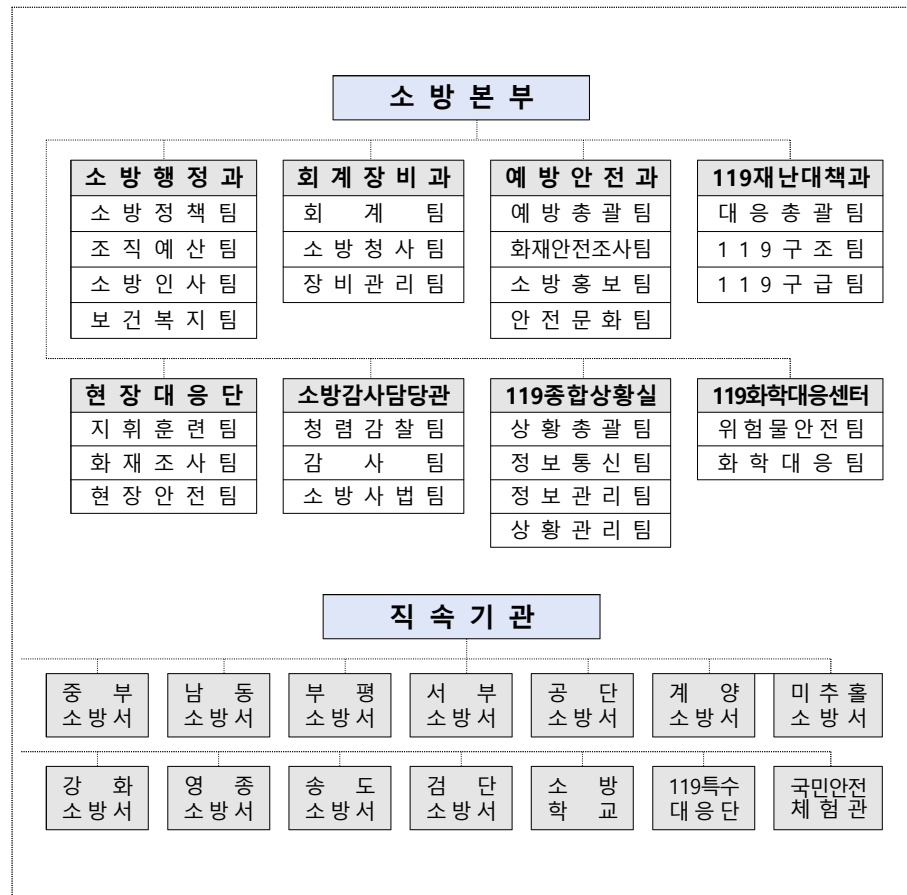 소방본부
소방행정과
소방정책팀
조직예산팀
소방인사팀
보건복지팀
회계장비과
회계팀
소방청사팀
장비관리팀
예방안전과
예방총괄팀
화재안전조사팀
소방홍보팀
안전문화팀
119재난대책과
대응총괄팀
119구조팀
119구급팀
현장대응단
지휘훈련팀
화재조사팀
현장안전팀
소방감사담당관
청렴감찰팀
감사팀
소방사법팀
119종합상황실
상황총괄팀
정보통신팀
정보관리팀
상황관리팀
119화학대응센터
위험물안전팀
화학대응팀
직속기관
중부
소방서
남동
소방서
부평
소방서
서부
소방서
공단
소방서
계양
소방서
미추홀
소방서
강화
소방서
영종
소방서
송도
소방서
검단
소방서
소방
학교
119특수
대응단
국민안전
체험관